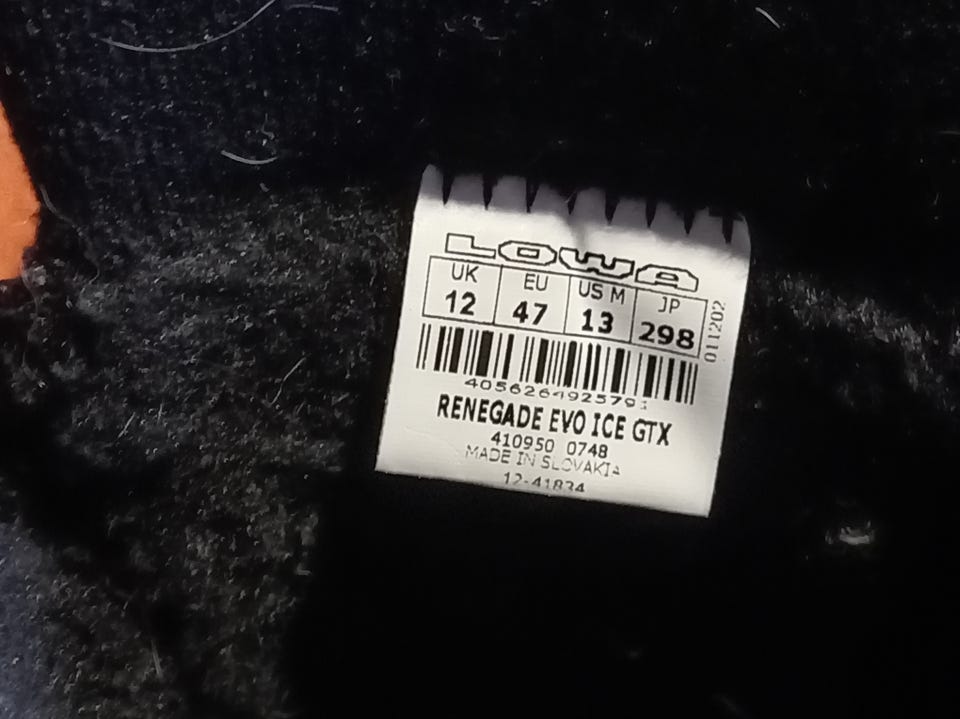 LOWA
UK EU US M JP
12 47 13 298
011202
RENEGADE EVO ICE GTX
410950 0748
MADE IN SLOVAKIA
12-41834